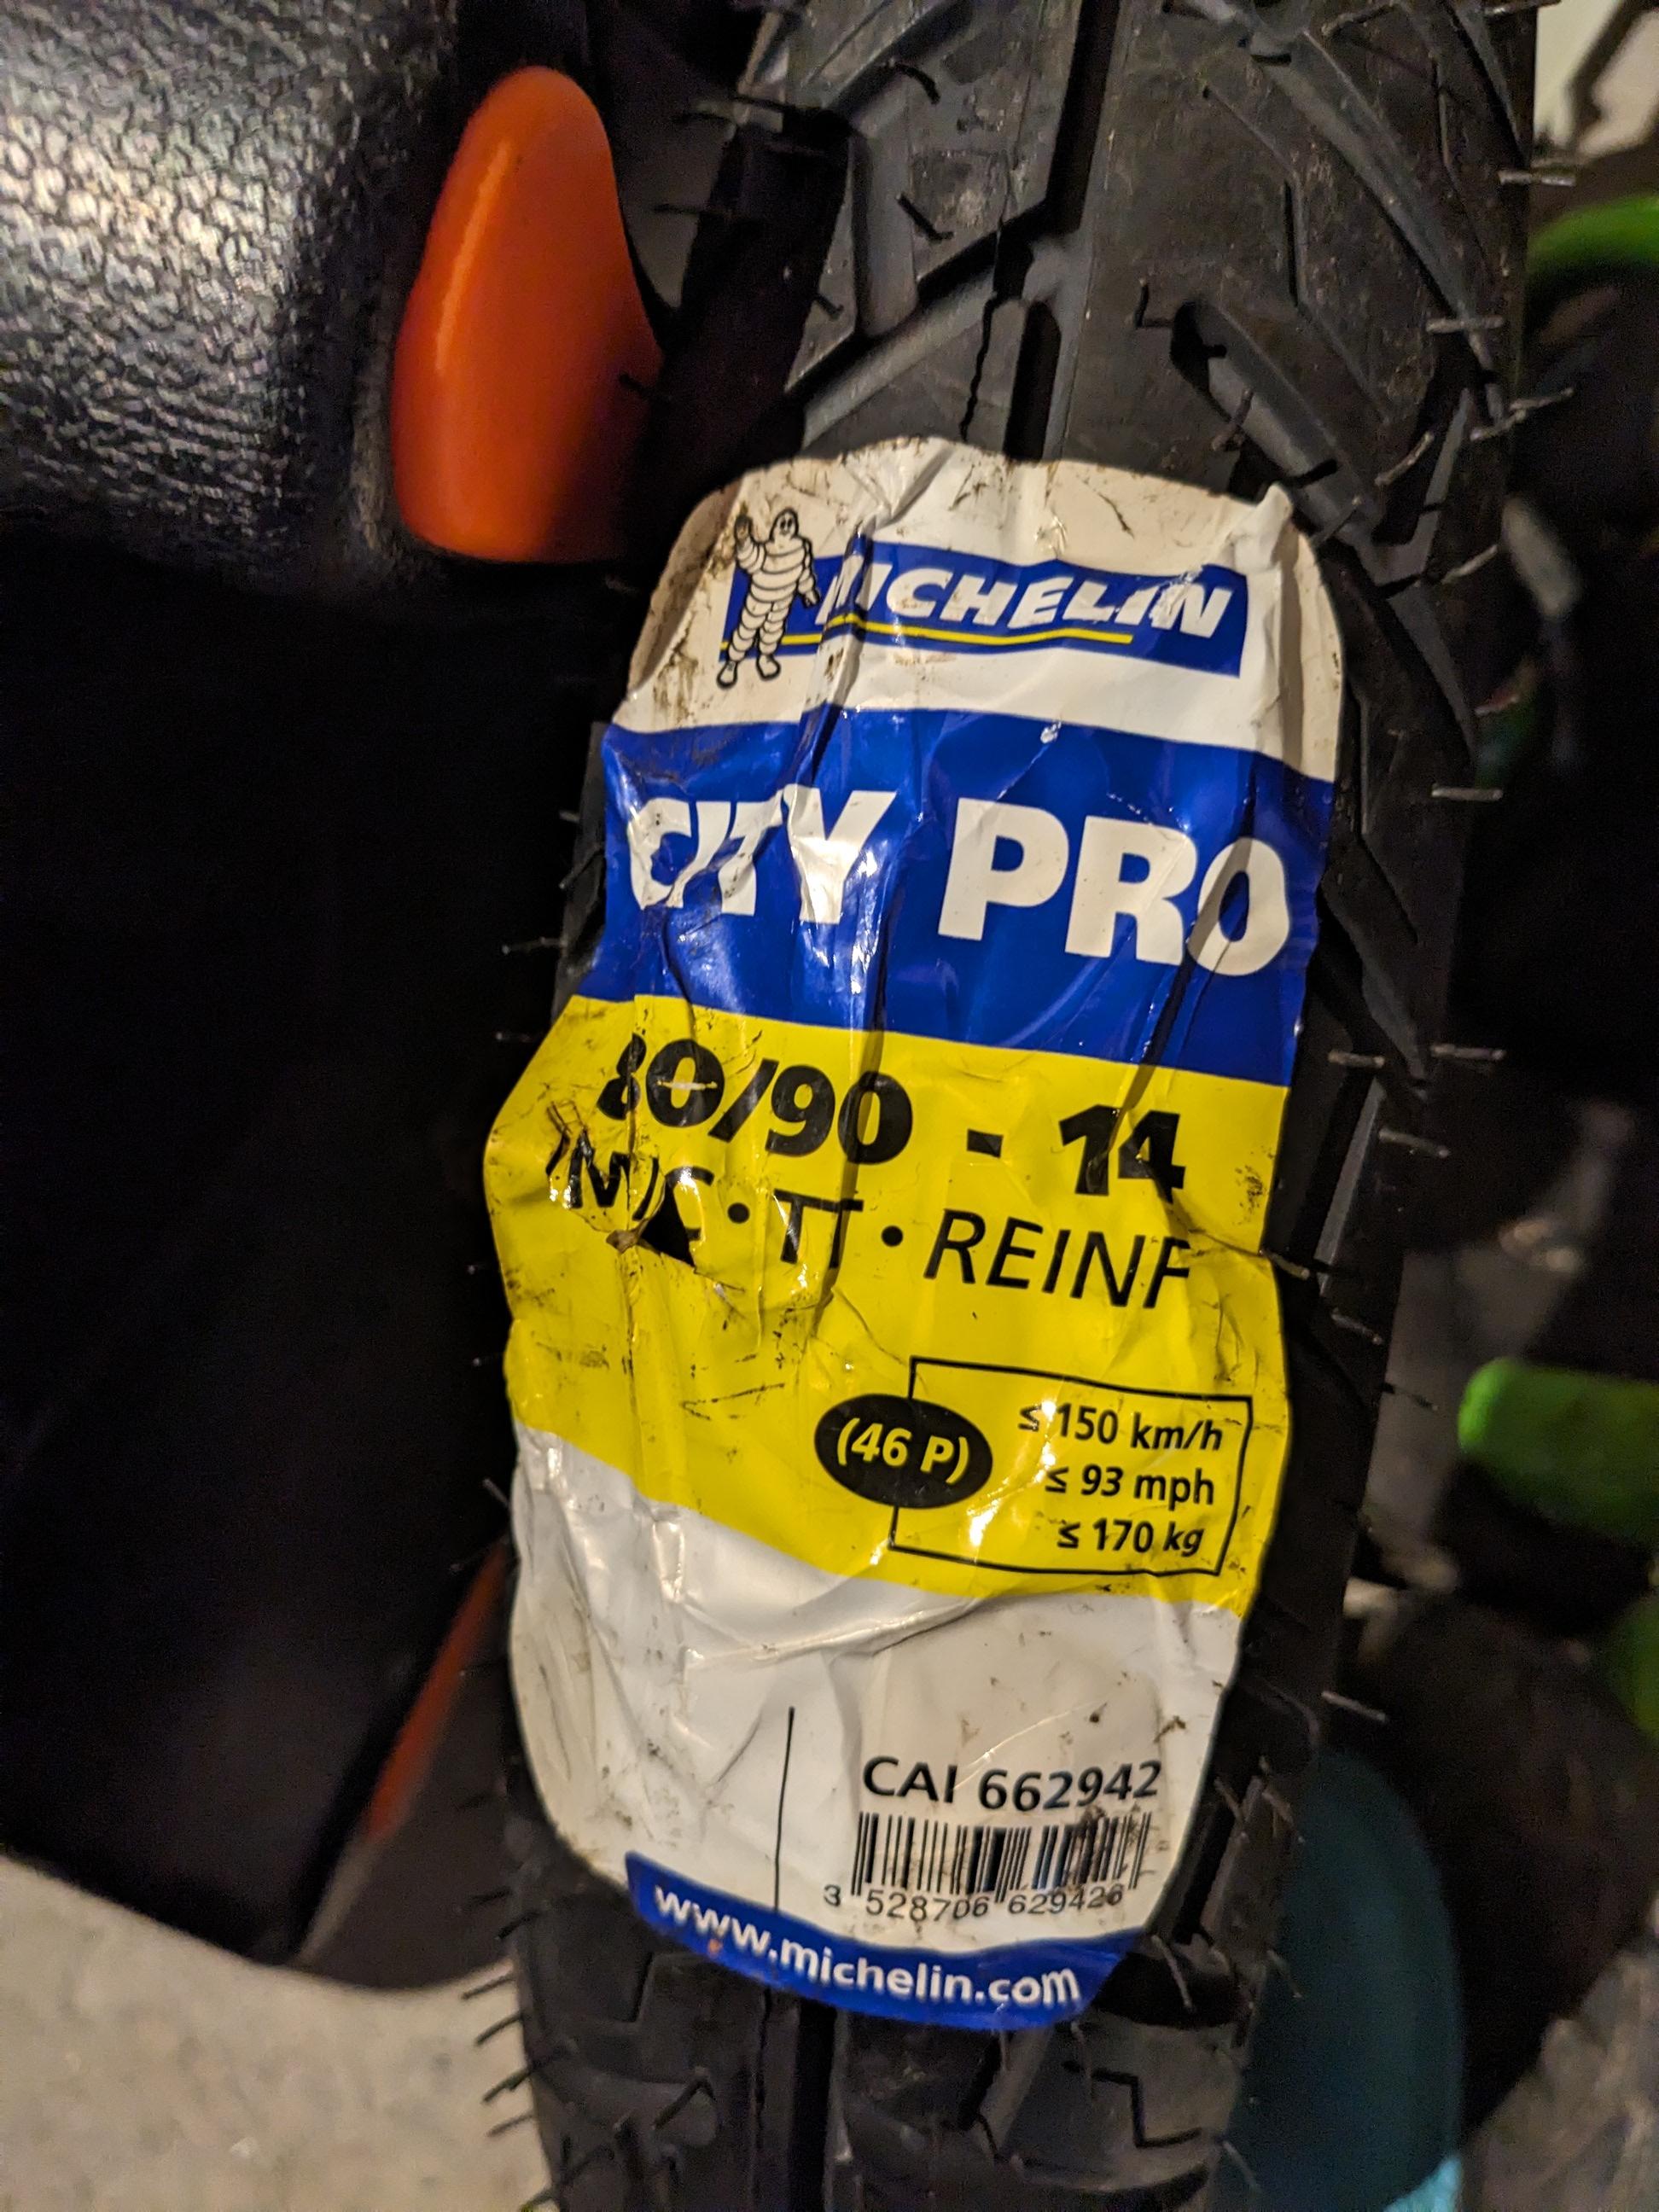 MICHELIN
CITY PRO
80/90 - 14
M/C • TT • REINF
(46 P)
≤ 150 km/h
≤ 93 mph
≤ 170 kg
CAI 662942
3 528706 629426
www.michelin.com